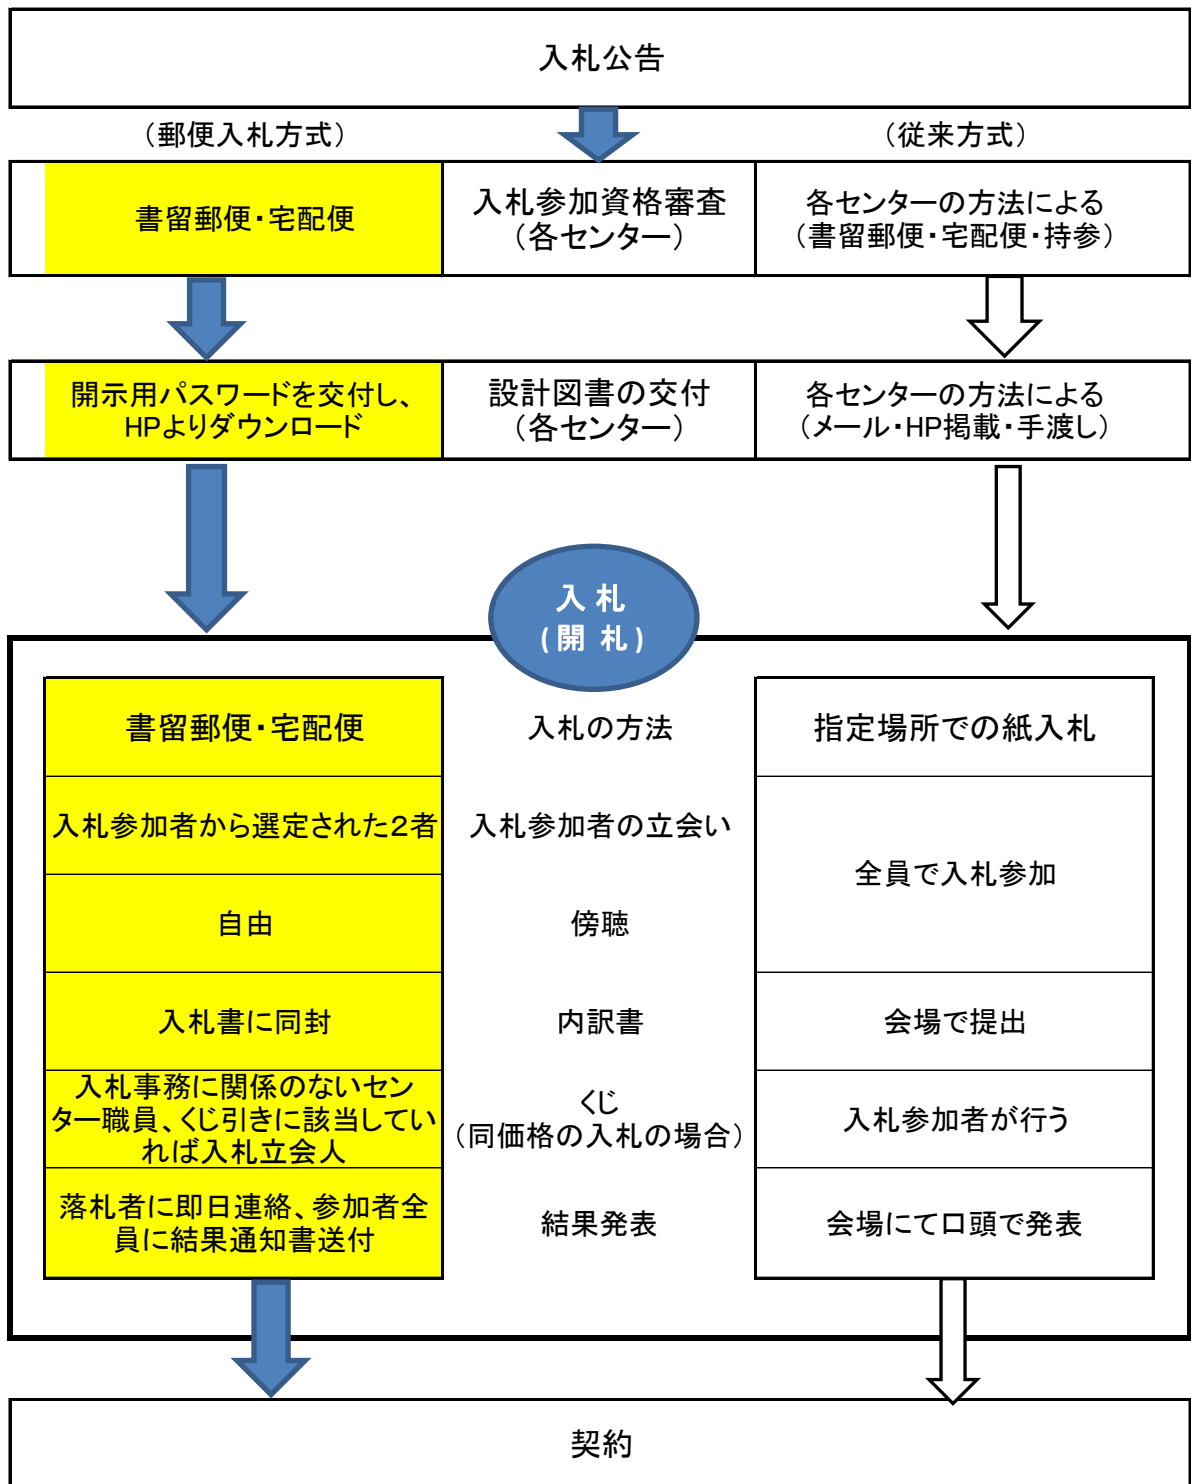 入札公告
（郵便入札方式）
（従来方式）
書留郵便・宅配便
入札参加資格審査
（各センター）
各センターの方法による
（書留郵便・宅配便・持参）
開示用パスワードを交付し、
HPよりダウンロード
設計図書の交付
（各センター）
各センターの方法による
（メール・HP掲載・手渡し）
入 札
（開 札）
書留郵便・宅配便
入札の方法
指定場所での紙入札
入札参加者から選定された２者
入札参加者の立会い
全員で入札参加
自由
傍聴
入札書に同封
内訳書
会場で提出
入札事務に関係のないセン
ター職員、くじ引きに該当してい
れば入札立会人
くじ
（同価格の入札の場合）
入札参加者が行う
落札者に即日連絡、参加者全
員に結果通知書送付
結果発表
会場にて口頭で発表
契約